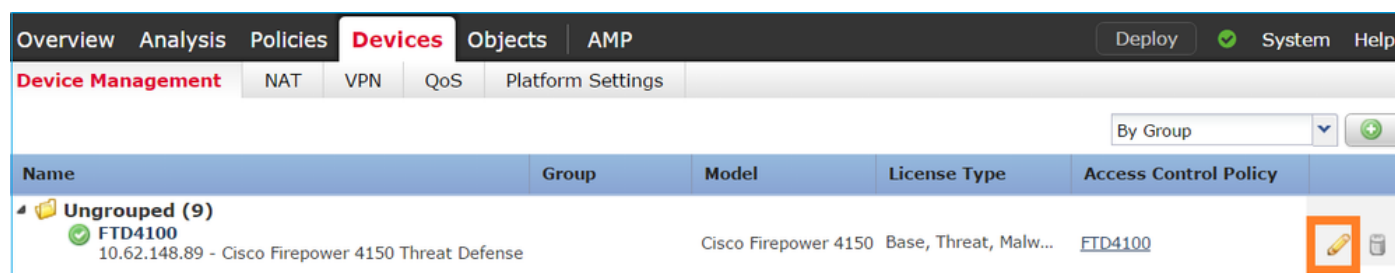 Overview Analysis Policies Devices Objects AMP Deploy System Help
Device Management NAT VPN QoS Platform Settings
By Group
Name Group Model License Type Access Control Policy
Ungrouped (9)
FTD4100
10.62.148.89 - Cisco Firepower 4150 Threat Defense Cisco Firepower 4150 Base, Threat, Malw... FTD4100